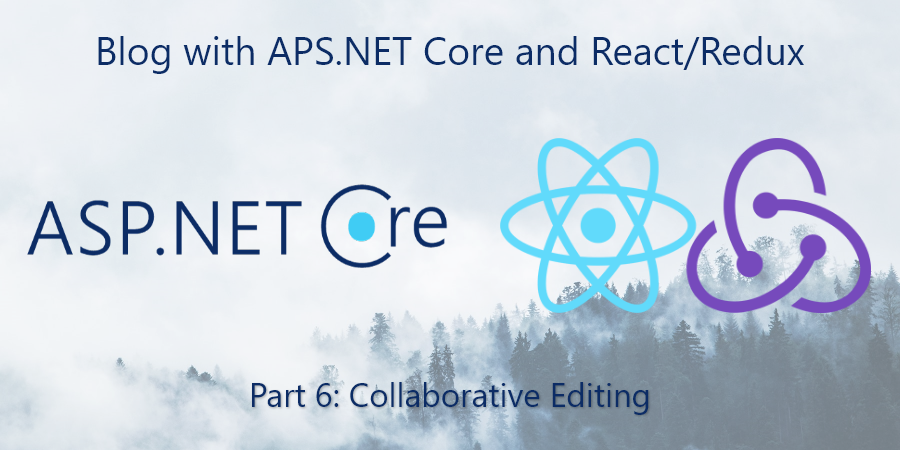 Blog with APS.NET Core and React/Redux
ASP.NET Core
Part 6: Collaborative Editing